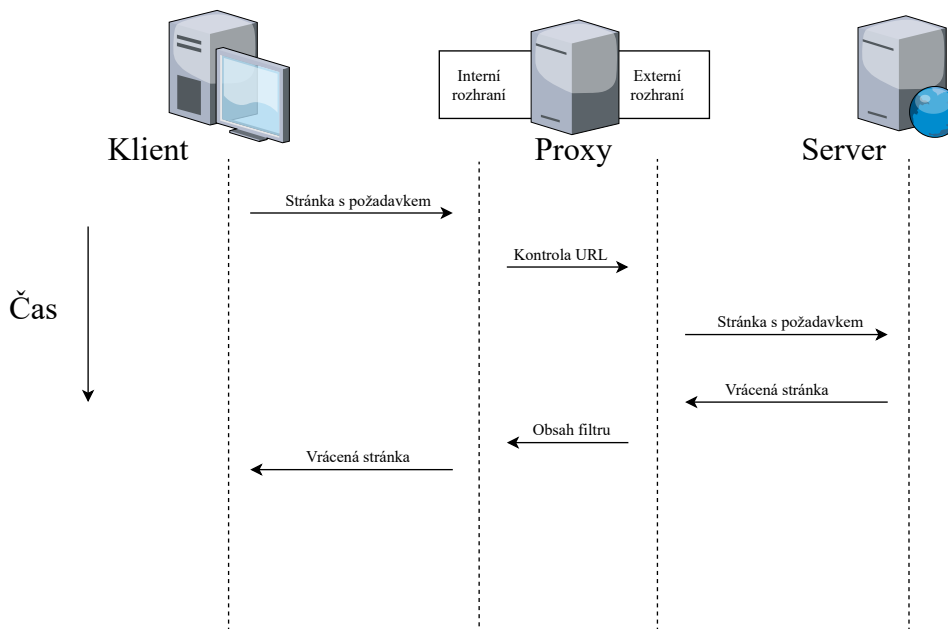 Interní
rozhraní
Externí
rozhraní
Klient
Proxy
Server
Stránka s požadavkem
Kontrola URL
Čas
Stránka s požadavkem
Vrácená stránka
Obsah filtru
Vrácená stránka